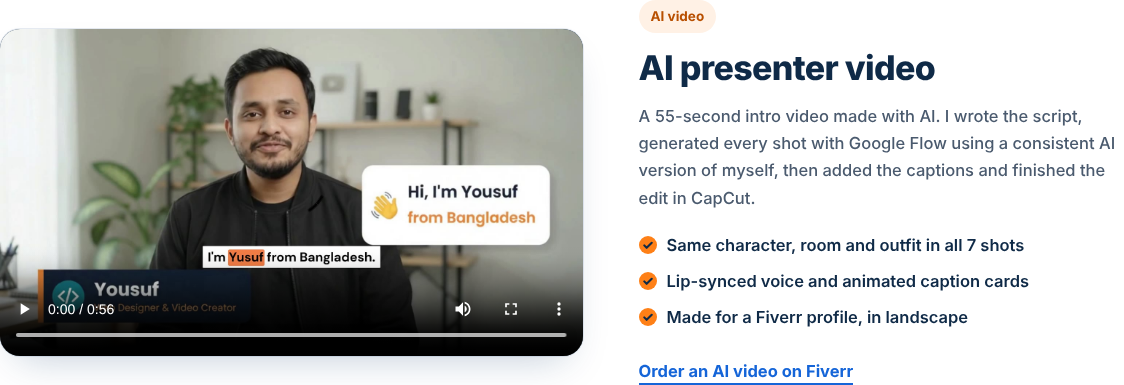 Hi, I'm Yousuf
from Bangladesh
I'm Yusuf from Bangladesh.
Yousuf
Designer & Video Creator
0:00 / 0:56
AI video
AI presenter video
A 55-second intro video made with AI. I wrote the script,
generated every shot with Google Flow using a consistent AI
version of myself, then added the captions and finished the
edit in CapCut.
Same character, room and outfit in all 7 shots
Lip-synced voice and animated caption cards
Made for a Fiverr profile, in landscape
Order an AI video on Fiverr